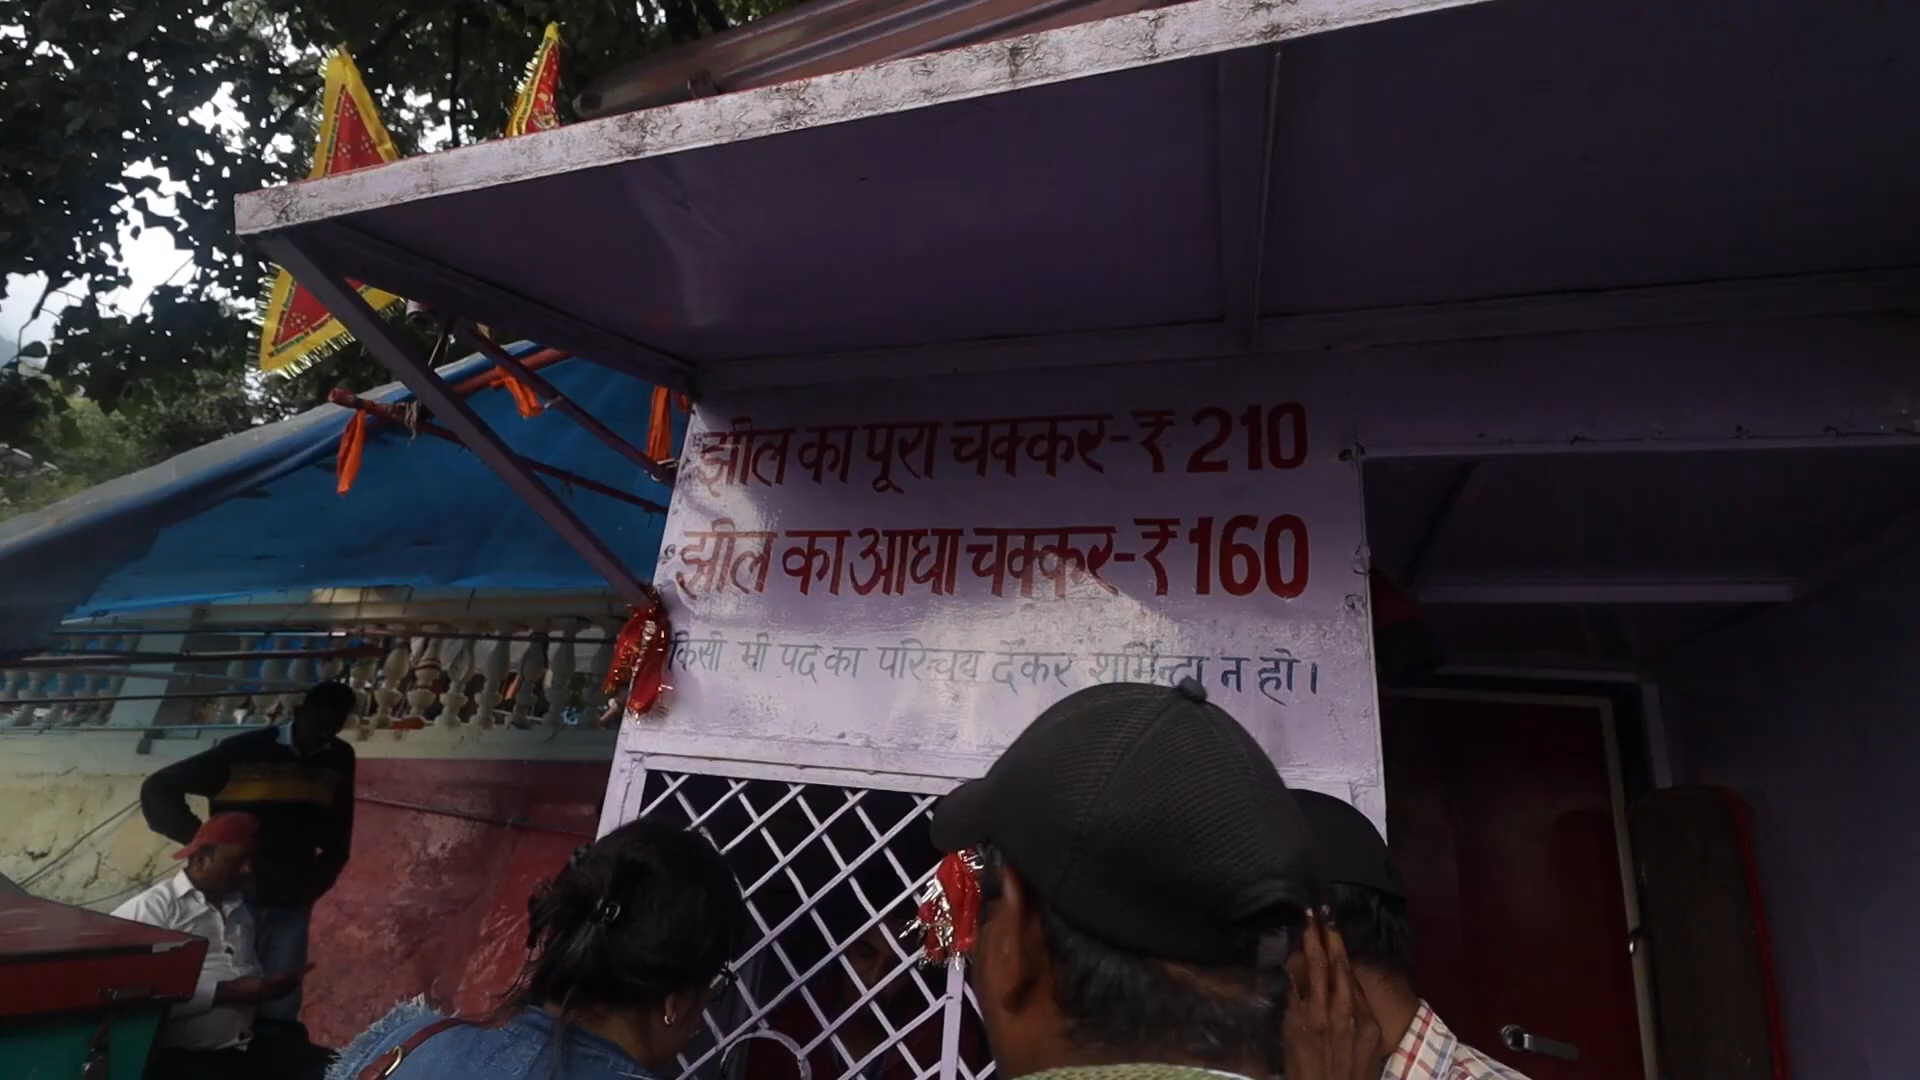 झील का पूरा चक्कर-₹ 210
झील का आधा चक्कर-₹ 160
किसी भी पद का परिचय देंकर शर्मिन्दा न हो।